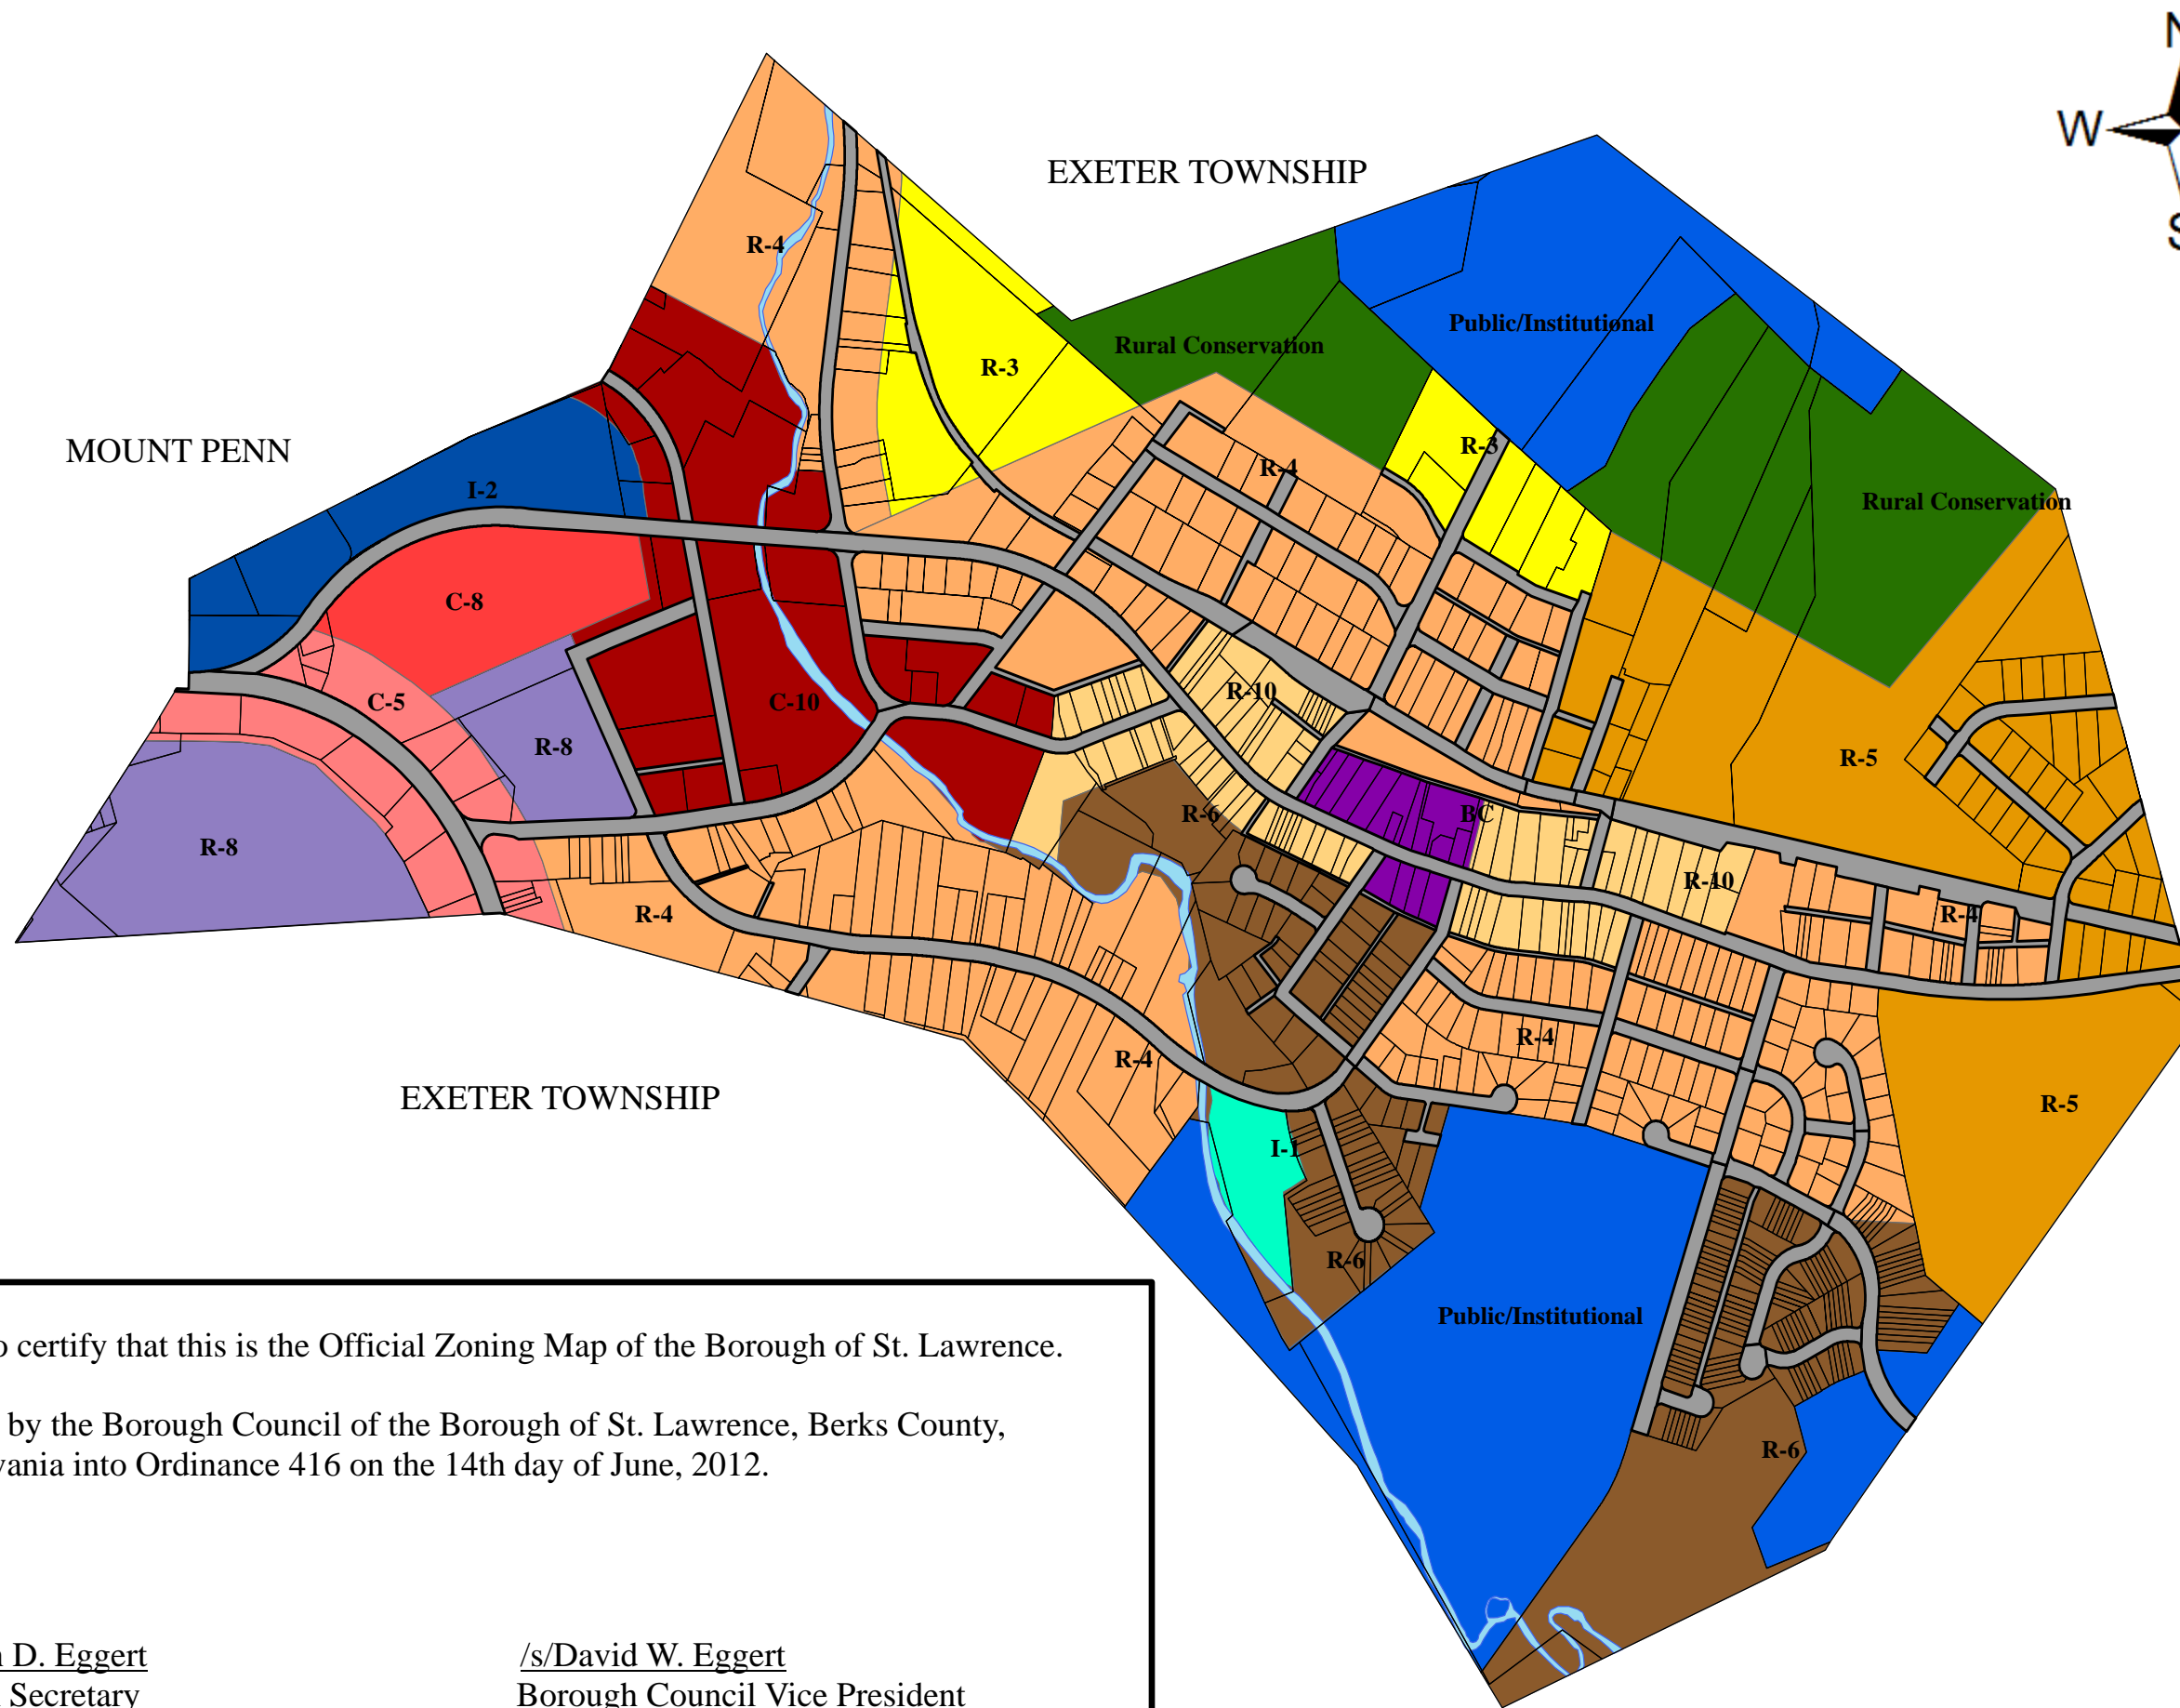 N
EXETER TOWNSHIP
W
S
R-4
Public/Institutional
Rural Conservation
R-3
MOUNT PENN
R-3
R-4
I-2
Rural Conservation
C-8
R-10
C-5
C-10
R-8
R-5
R-6
BC
R-8
R-10
R-4
R-4
R-4
R-4
EXETER TOWNSHIP
R-5
I-1
R-6
Public/Institutional
R-6
certify that this is the Official Zoning Map of the Borough of St. Lawrence.
by the Borough Council of the Borough of St. Lawrence, Berks County,
into Ordinance 416 on the 14th day of June, 2012.
D. Eggert
/s/David W. Eggert
Secretary
Borough Council Vice President